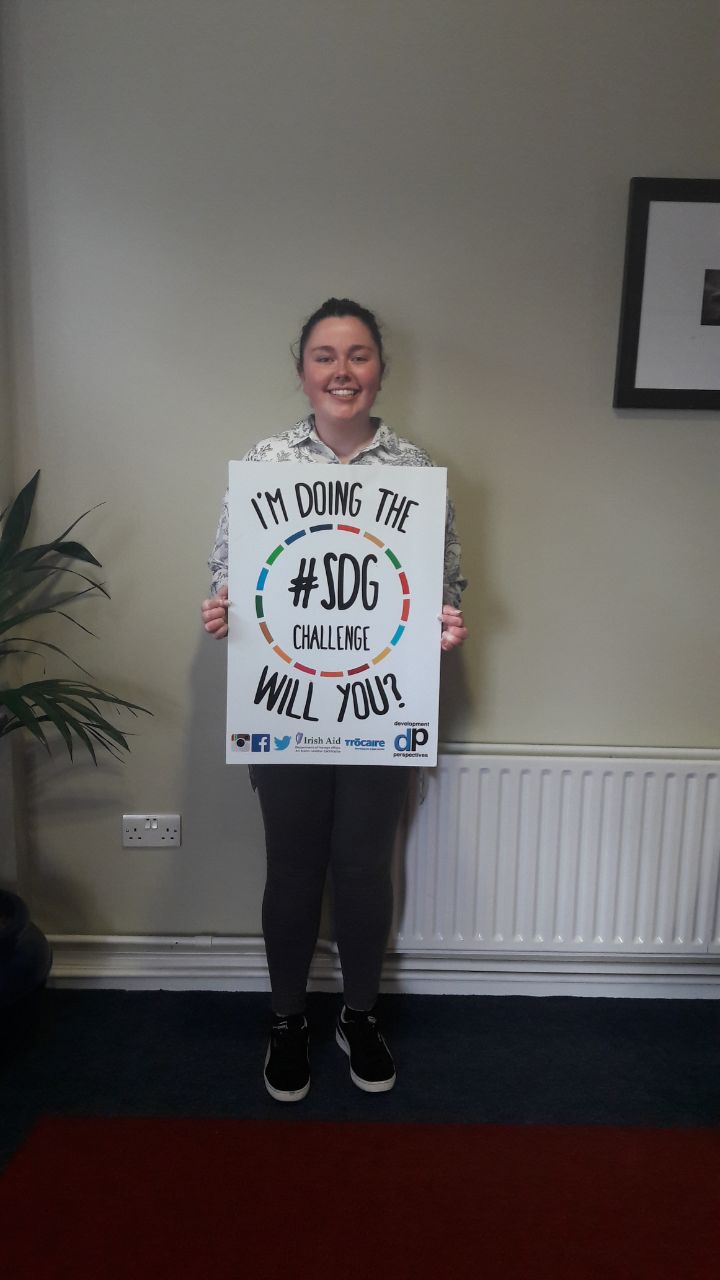 I'M DOING THE
#SDG
CHALLENGE
WILL YOU?
Irish Aid
Trócaire
development
dp
perspectives